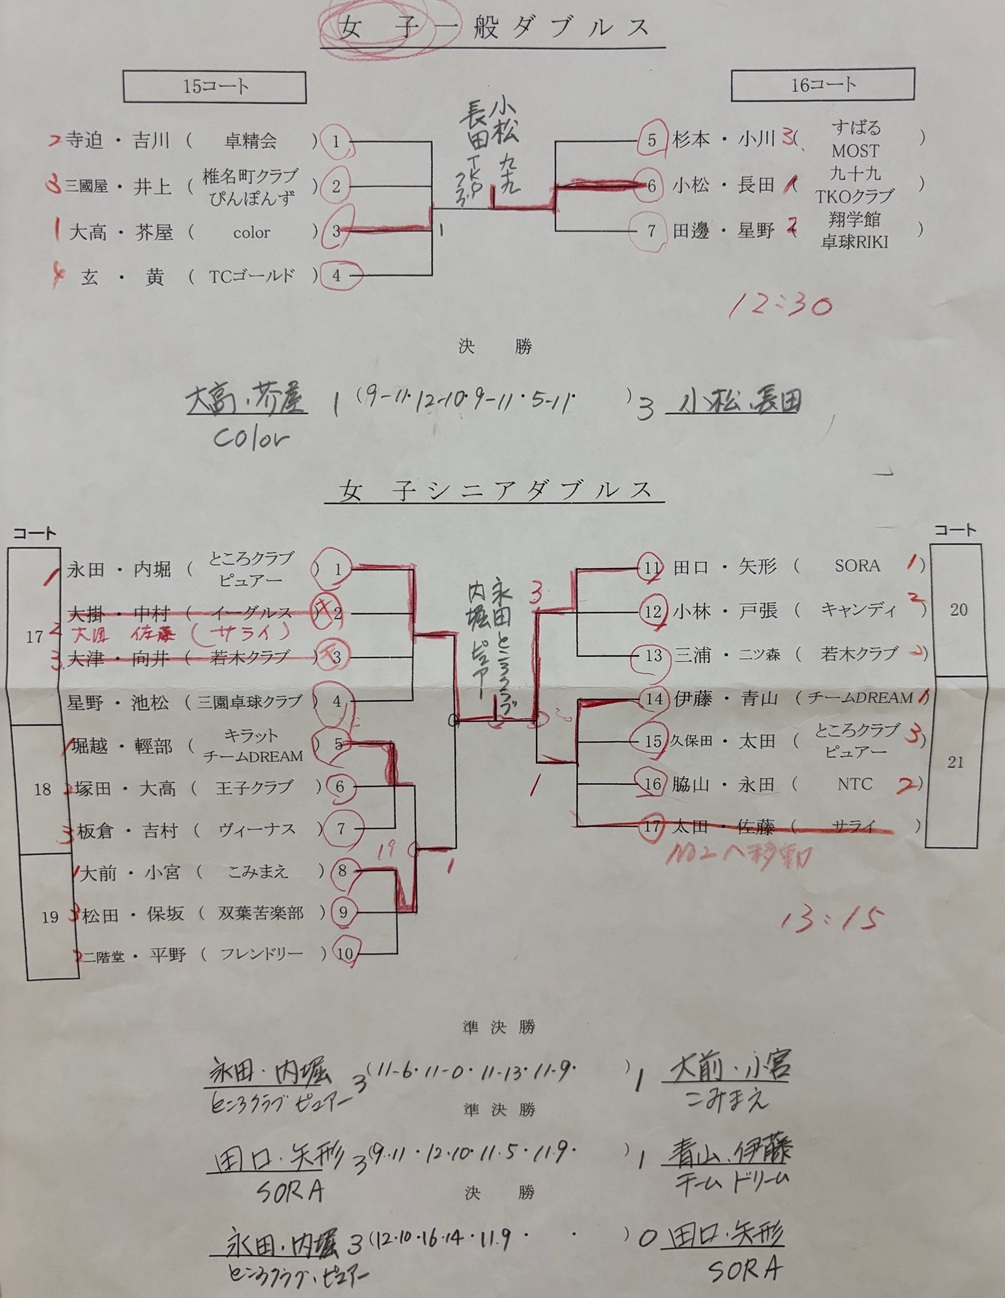 女 子 一 般 ダ ブ ル ス
15コート
16コート
2 寺迫・吉川 ( 卓精会 ) 1
3 三國屋・井上 ( 椎名町クラブ ぴんぽんず ) 2
1 大高・芥屋 ( color ) 3
4 玄・黄 ( TCゴールド ) 4
小松 九十九
長田 TKOクラブ
1
5 杉本・小川 3 ( すばる MOST )
6 小松・長田 1 ( 九十九 TKOクラブ )
7 田邊・星野 2 ( 翔学館 卓球RIKI )
12:30
決 勝
大高・芥屋 1 (9-11・12-10・9-11・5-11・ ) 3 小松・長田
color
女 子 シ ニ ア ダ ブ ル ス
コート
コート
17
1 永田・内堀 ( ところクラブ ピュアー ) 1
大掛・中村 ( イーグルス ) 2
2 太田 佐藤 (サライ)
3 大津・向井 ( 若木クラブ ) 3
星野・池松 ( 三園卓球クラブ ) 4
18
1 堀越・輕部 ( キラット チームDREAM ) 5
2 塚田・大高 ( 王子クラブ ) 6
3 板倉・吉村 ( ヴィーナス ) 7
19
1 大前・小宮 ( こみまえ ) 8
3 松田・保坂 ( 双葉苦楽部 ) 9
2 二階堂・平野 ( フレンドリー ) 10
19
1
永田 ところクラブ
内堀 ピュアー
3
1
20
11 田口・矢形 ( SORA 1 )
12 小林・戸張 ( キャンディ 3 )
13 三浦・二ツ森 ( 若木クラブ 2 )
21
14 伊藤・青山 ( チームDREAM 1 )
15 久保田・太田 ( ところクラブ ピュアー 3 )
16 脇山・永田 ( NTC 2 )
17 太田・佐藤 ( サライ )
No2へ移動
13:15
準 決 勝
永田・内堀 3 (11-6・11-0・11-13・11-9・ ) 1 大前・小宮
ところクラブ ピュアー
こみまえ
準 決 勝
田口・矢形 3 (9-11・12-10・11-5・11-9・ ) 1 青山・伊藤
SORA
チーム ドリーム
決 勝
永田・内堀 3 (12-10・16-14・11-9・ ・ ) 0 田口・矢形
ところクラブ・ピュアー
SORA